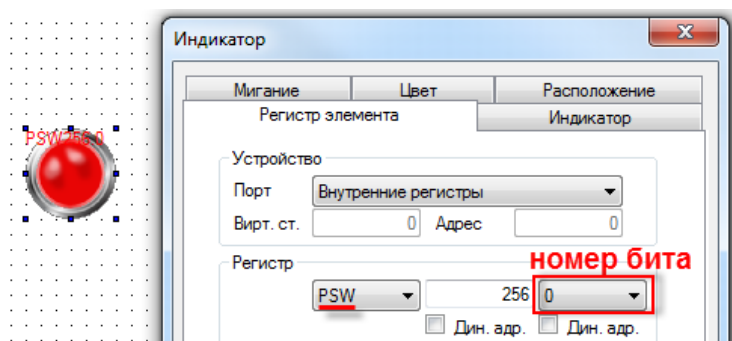 Индикатор
Мигание Цвет Расположение
Регистр элемента Индикатор
PSW256.0
Устройство
Порт Внутренние регистры
Вирт. ст. 0 Адрес 0
Регистр
номер бита
PSW 256 0
Дин. адр. Дин. адр.